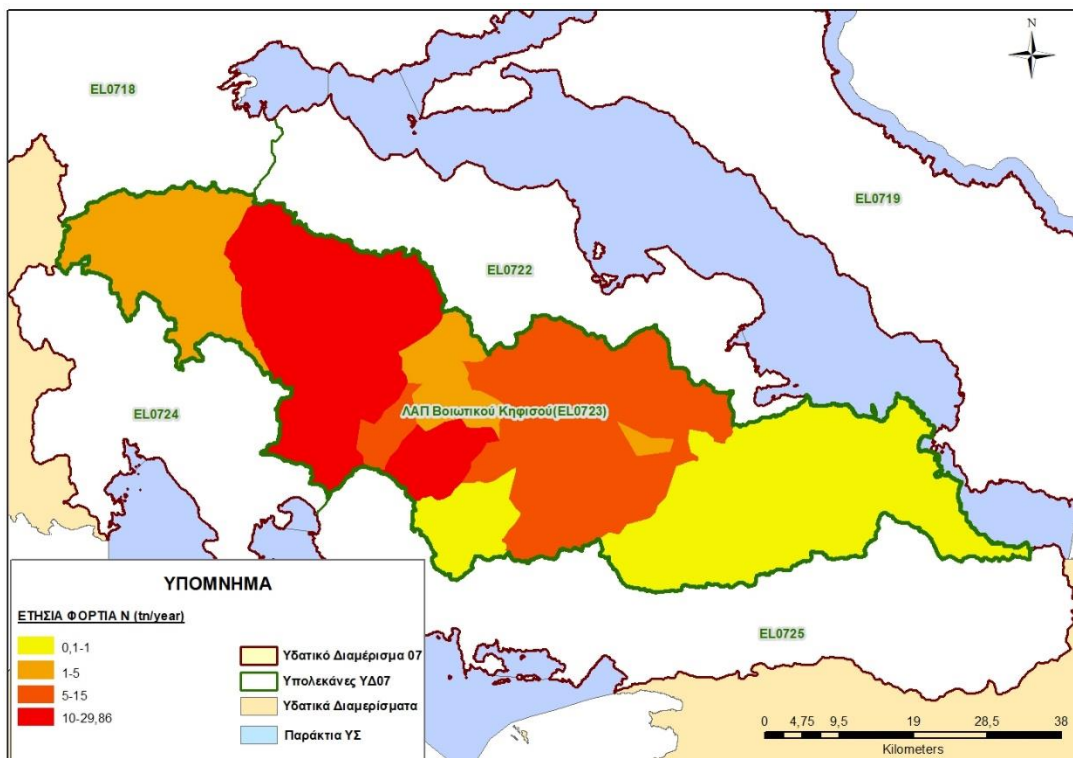 N
EL0718
EL0719
EL0722
EL0724
ΛΑΠ Βοιωτικού Κηφισού(EL0723)
EL0725
ΥΠΟΜΝΗΜΑ
ΕΤΗΣΙΑ ΦΟΡΤΙΑ Ν (tn/year)
0,1-1
1-5
5-15
10-29,86
Υδατικό Διαμέρισμα 07
Υπολεκάνες ΥΔ07
Υδατικά Διαμερίσματα
Παράκτια ΥΣ
0 4,75 9,5 19 28,5 38
Kilometers